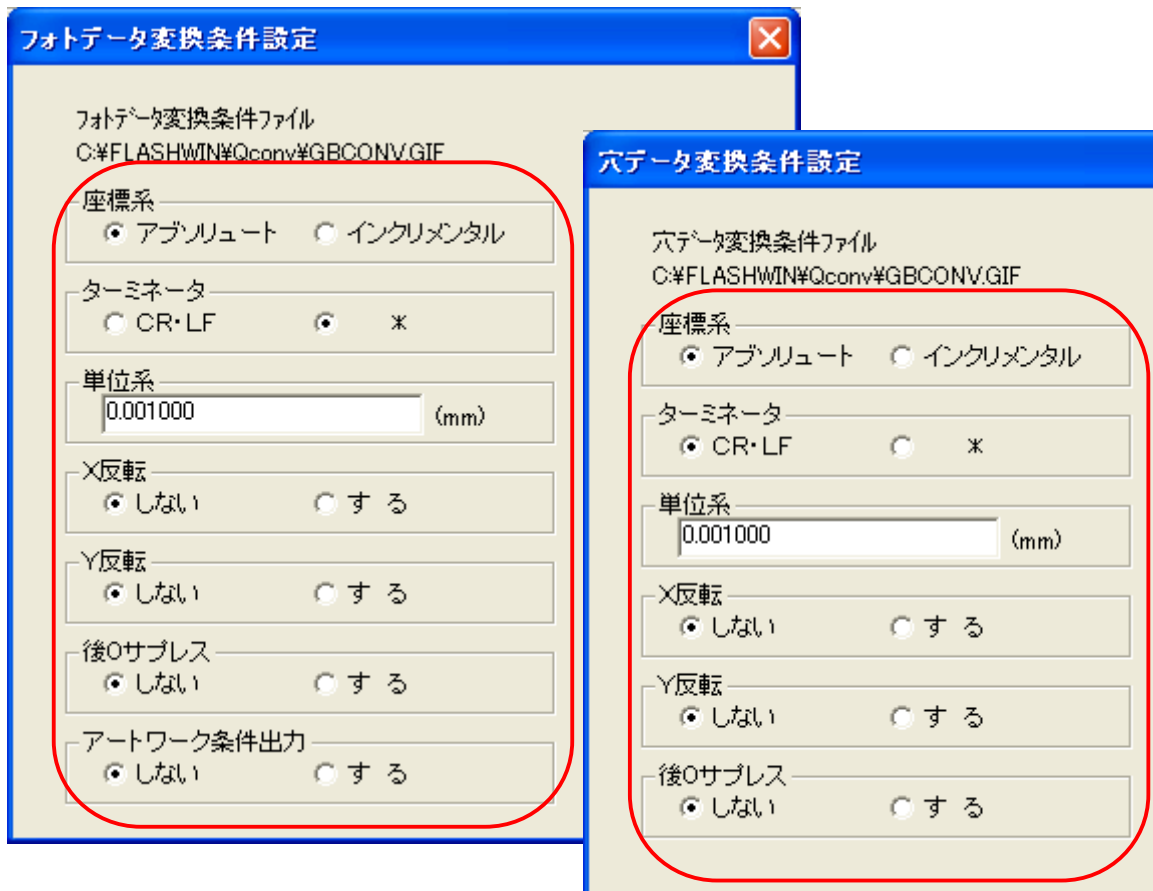 フォトデータ変換条件設定
フォトデータ変換条件ファイル
C:¥FLASHWIN¥Qconv¥GBCONV.GIF
座標系
アブソリュート インクリメンタル
ターミネータ
CR・LF *
単位系
0.001000 (mm)
X反転
しない する
Y反転
しない する
後0サプレス
しない する
アートワーク条件出力
しない する
穴データ変換条件設定
穴データ変換条件ファイル
C:¥FLASHWIN¥Qconv¥GBCONV.GIF
座標系
アブソリュート インクリメンタル
ターミネータ
CR・LF *
単位系
0.001000 (mm)
X反転
しない する
Y反転
しない する
後0サプレス
しない する